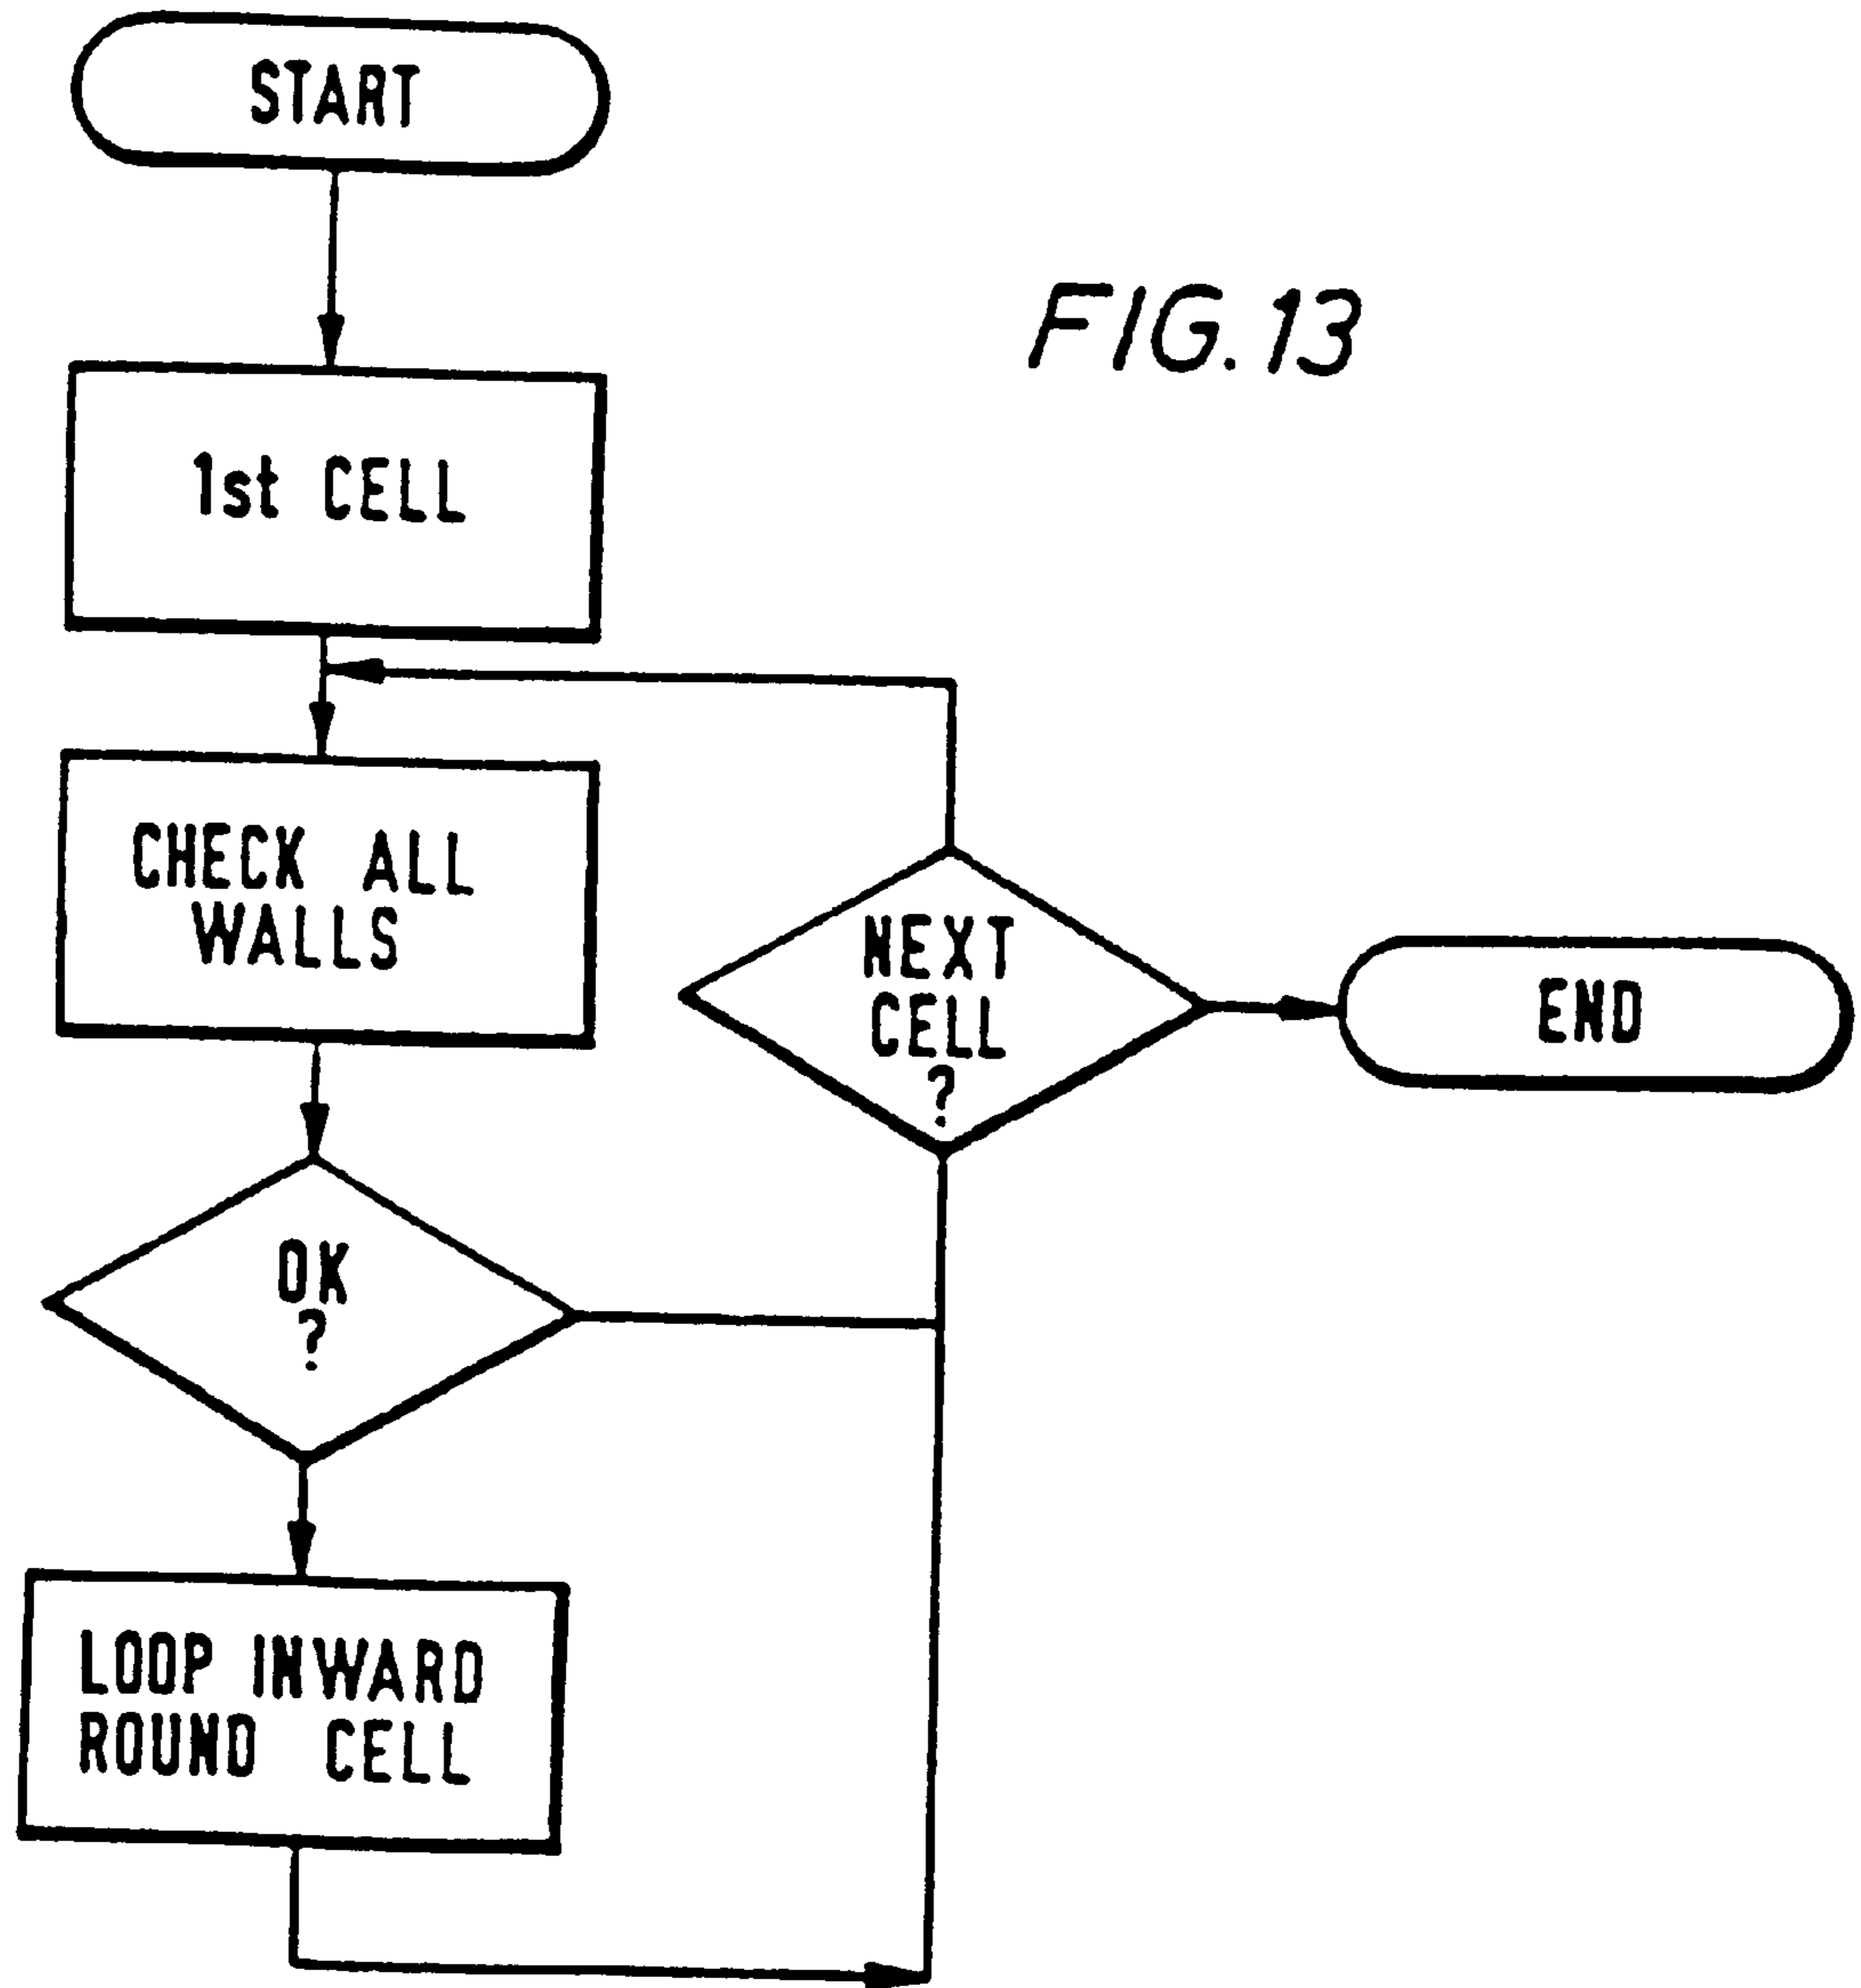 START
FIG. 13
1st CELL
CHECK ALL
WALLS
NEXT
CELL
?
END
OK
?
LOOP INWARD
ROUND CELL